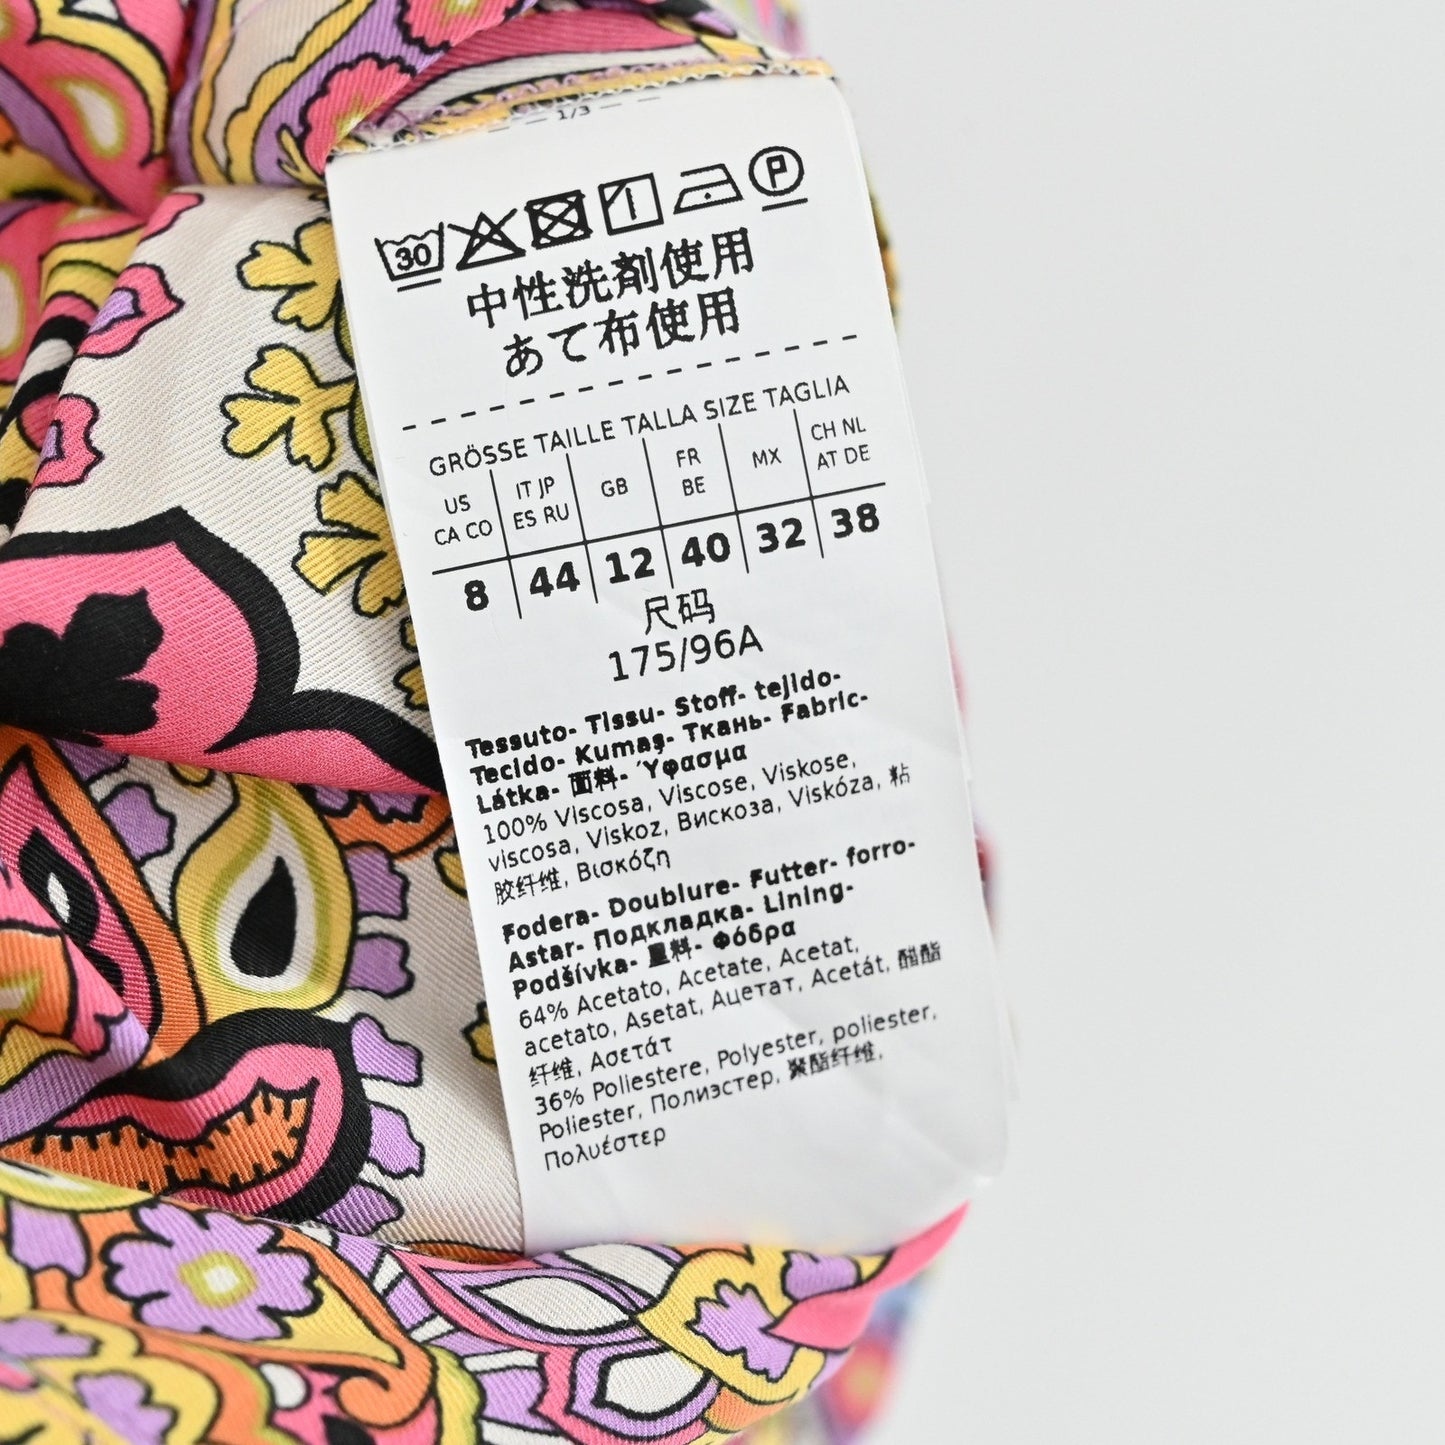 1/3
30 P
中性洗剤使用
あて布使用
GRÖSSE TAILLE TALLA SIZE TAGLIA
US CA CO IT JP ES RU GB FR BE MX CH NL AT DE
8 44 12 40 32 38
尺码
175/96A
Tessuto- Tissu- Stoff- tejido-
Tecido- Kumaş- Ткань- Fabric-
Látka- 面料- Ύφασμα
100% Viscosa, Viscose, Viskose,
viscosa, Viskoz, Вискоза, Viskóza, 粘
胶纤维, Βισκόζη
Fodera- Doublure- Futter- forro-
Astar- Подкладка- Lining-
Podšívka- 里料- Φόδρα
64% Acetato, Acetate, Acetat,
acetato, Asetat, Ацетат, Acetát, 醋酯
纤维, Ασετάτ
36% Poliestere, Polyester, poliester,
Poliester, Полиэстер, 聚酯纤维,
Πολυέστερ